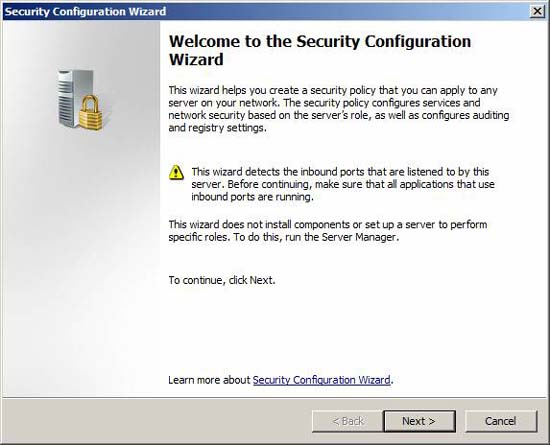 Security Configuration Wizard
Welcome to the Security Configuration
Wizard
This wizard helps you create a security policy that you can apply to any
server on your network. The security policy configures services and
network security based on the server's role, as well as configures auditing
and registry settings.
This wizard detects the inbound ports that are listened to by this
server. Before continuing, make sure that all applications that use
inbound ports are running.
This wizard does not install components or set up a server to perform
specific roles. To do this, run the Server Manager.
To continue, click Next.
Learn more about Security Configuration Wizard.
< Back Next > Cancel